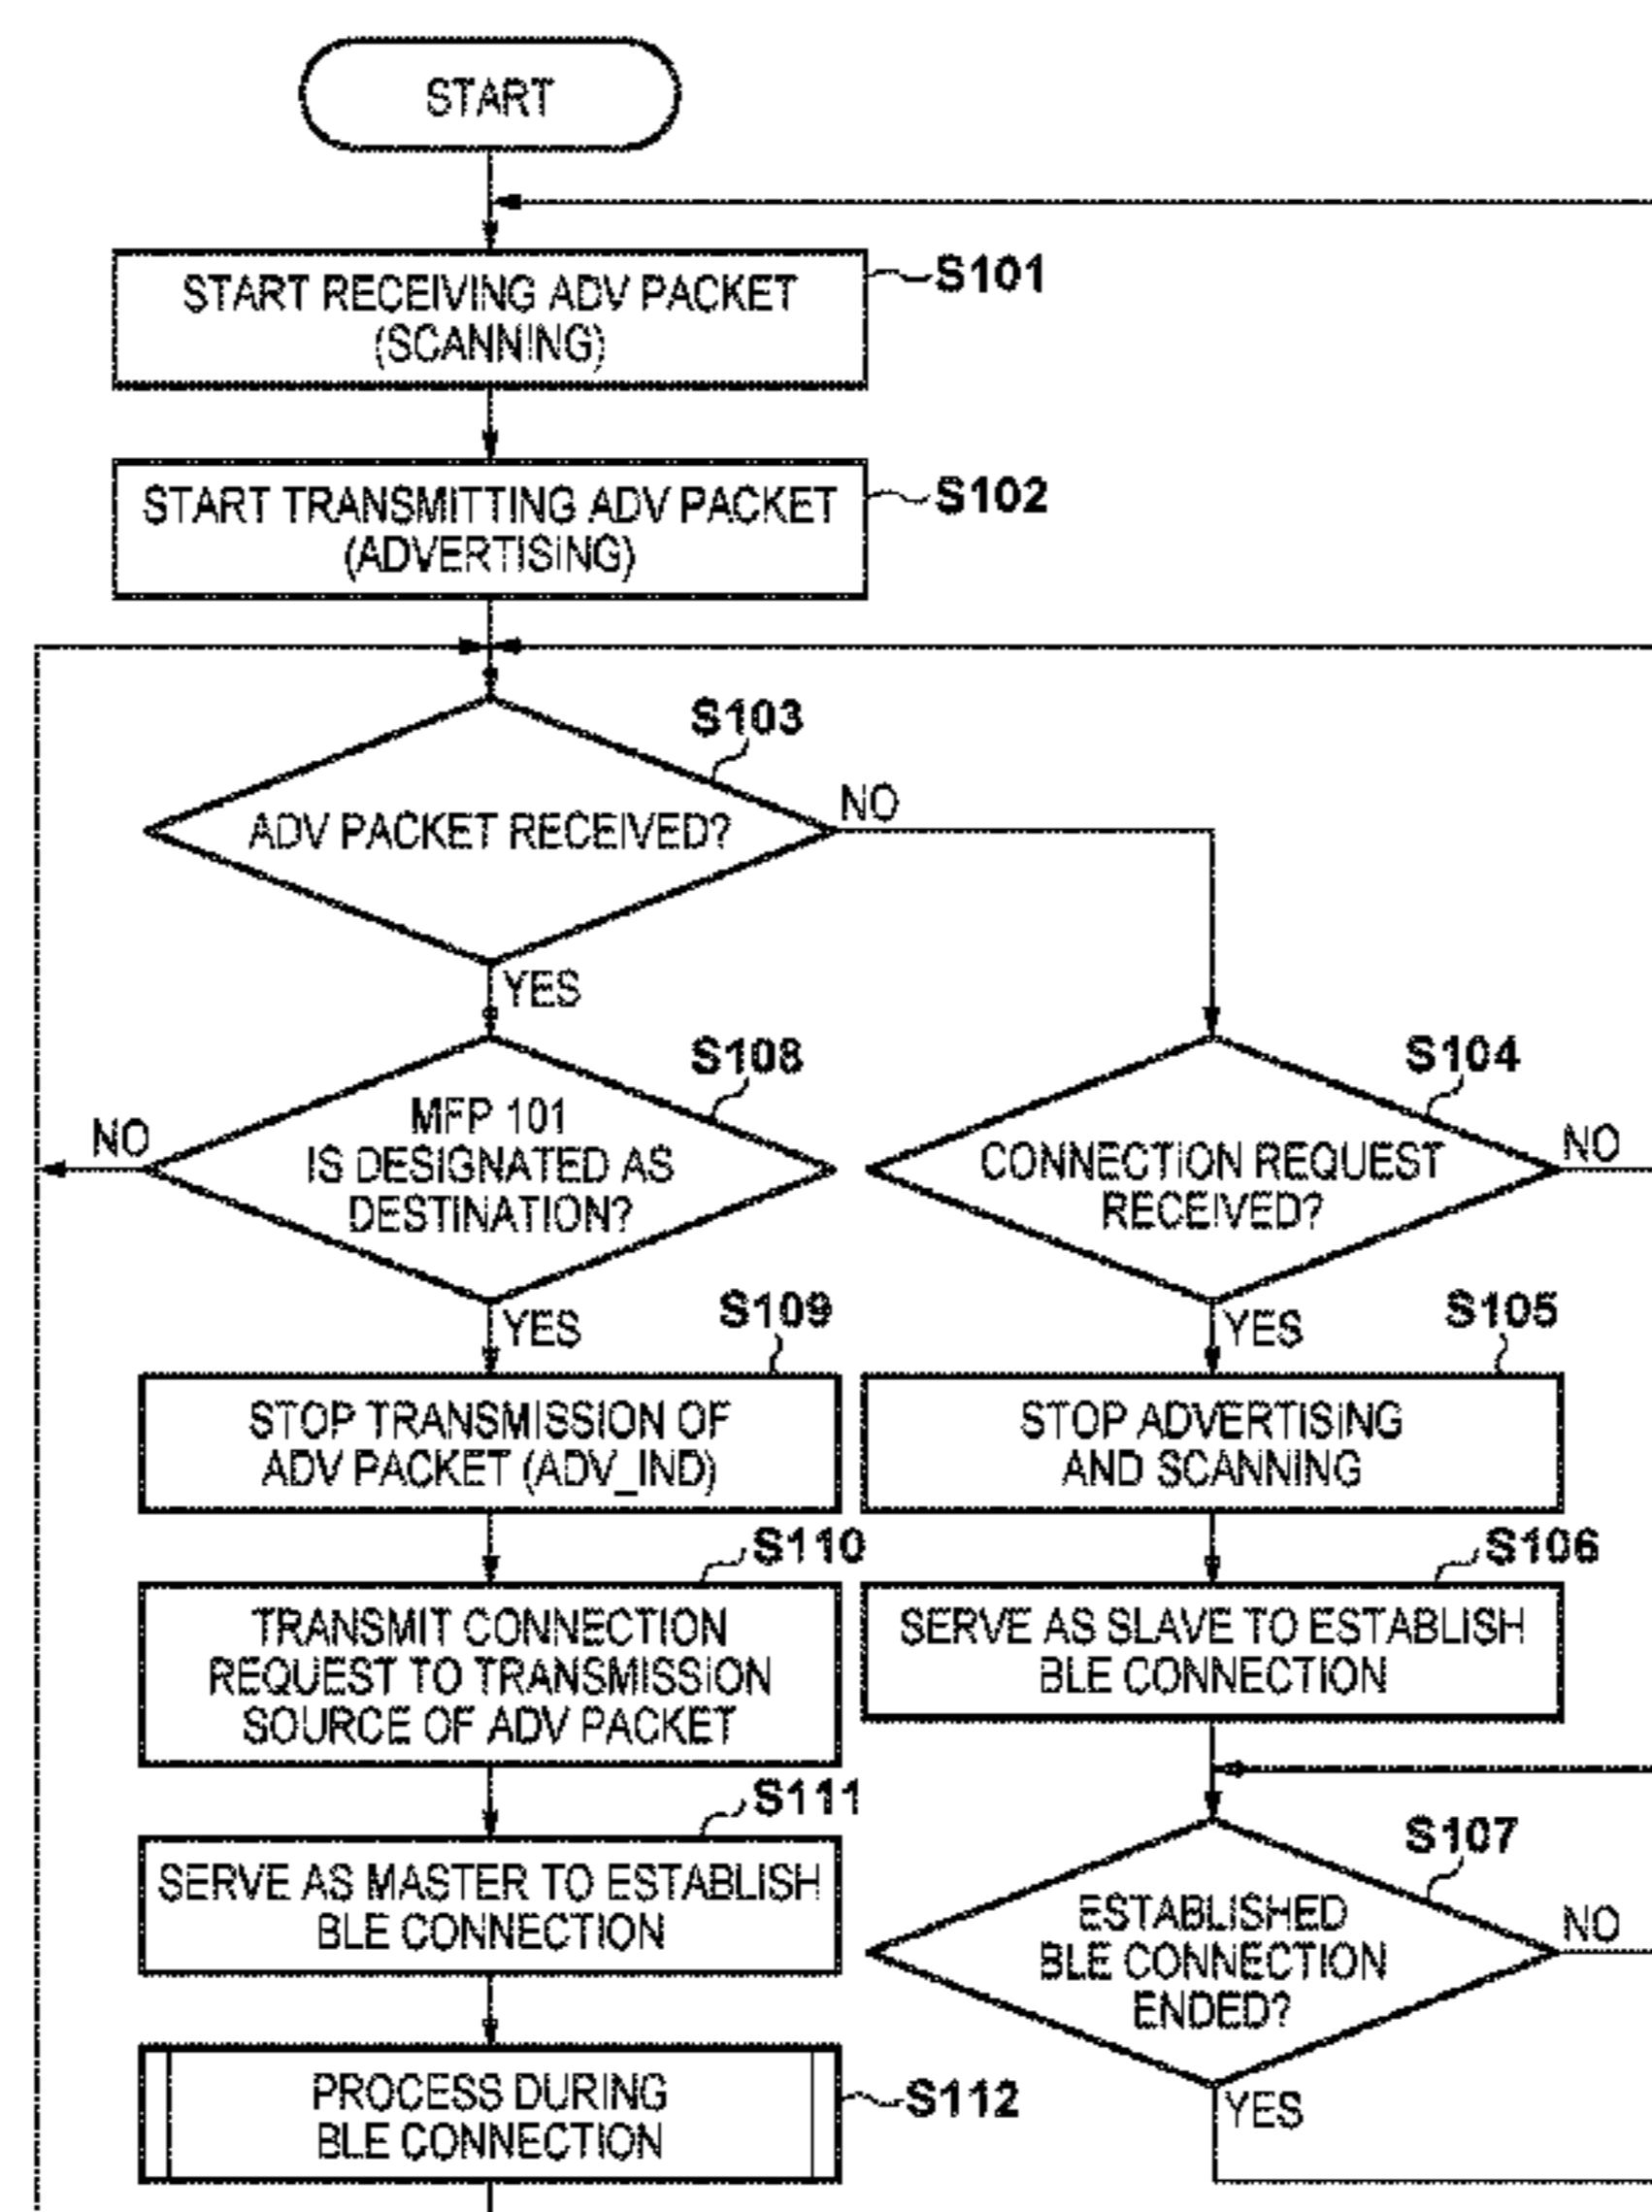 START
START RECEIVING ADV PACKET
(SCANNING)
S101
START TRANSMITTING ADV PACKET
(ADVERTISING)
S102
S103
ADV PACKET RECEIVED?
NO
YES
S108
MFP 101
IS DESIGNATED AS
DESTINATION?
NO
YES
S104
CONNECTION REQUEST
RECEIVED?
NO
YES
S109
STOP TRANSMISSION OF
ADV PACKET (ADV_IND)
S105
STOP ADVERTISING
AND SCANNING
S110
TRANSMIT CONNECTION
REQUEST TO TRANSMISSION
SOURCE OF ADV PACKET
S106
SERVE AS SLAVE TO ESTABLISH
BLE CONNECTION
S111
SERVE AS MASTER TO ESTABLISH
BLE CONNECTION
S107
ESTABLISHED
BLE CONNECTION
ENDED?
NO
YES
PROCESS DURING
BLE CONNECTION
S112